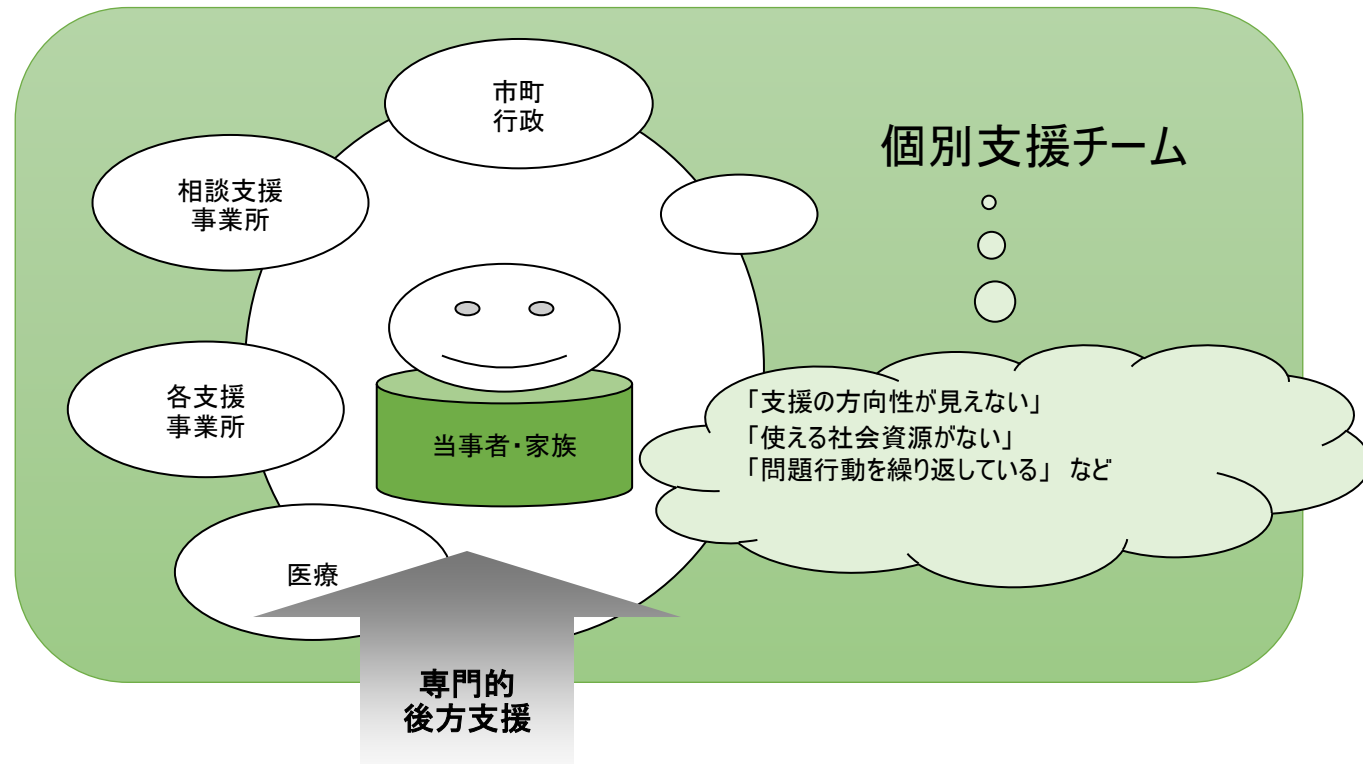 市町
行政
個別支援チーム
相談支援
事業所
各支援
事業所
当事者・家族
「支援の方向性が見えない」
「使える社会資源がない」
「問題行動を繰り返している」 など
医療
専門的
後方支援